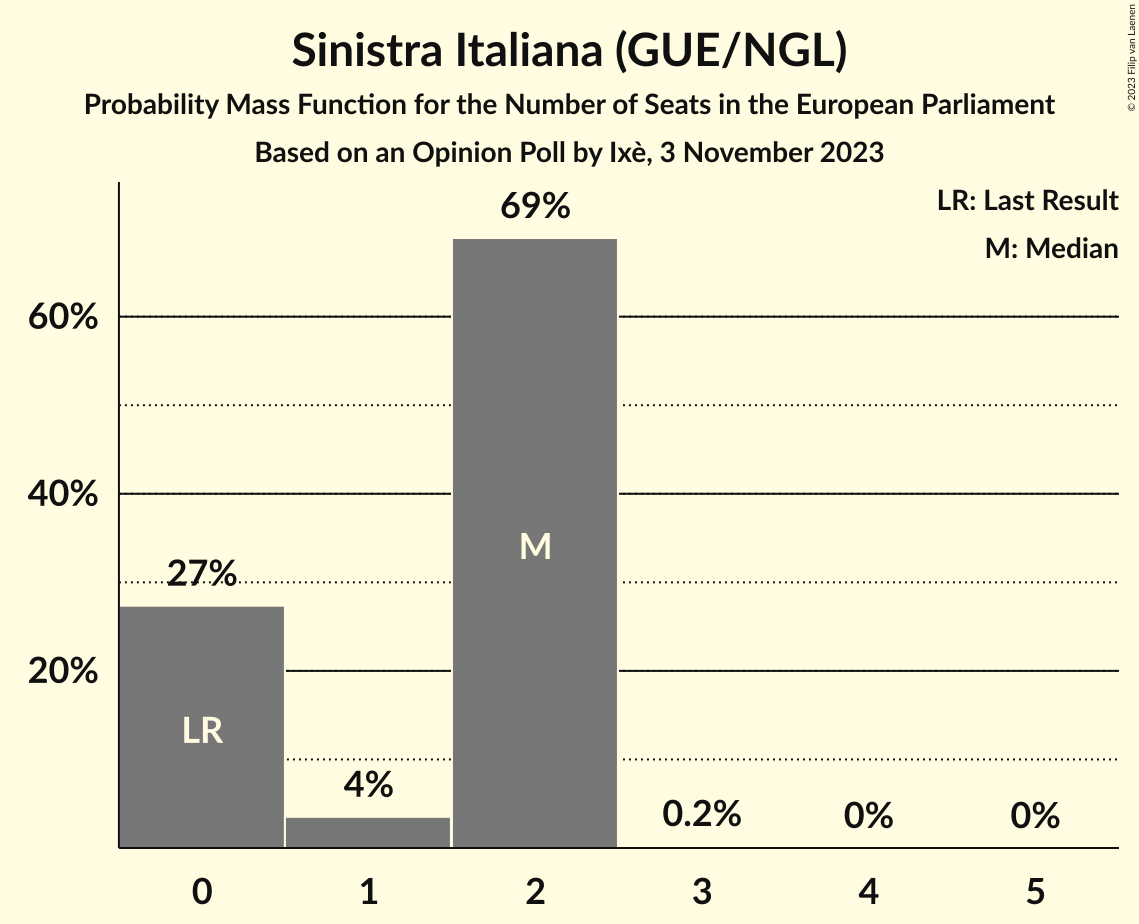 Sinistra Italiana (GUE/NGL)
Probability Mass Function for the Number of Seats in the European Parliament
Based on an Opinion Poll by Ixè, 3 November 2023
© 2023 Filip van Laenen
LR: Last Result
M: Median
69%
60%
40%
M
27%
20%
LR
4%
0.2%
0%
0%
0 1 2 3 4 5